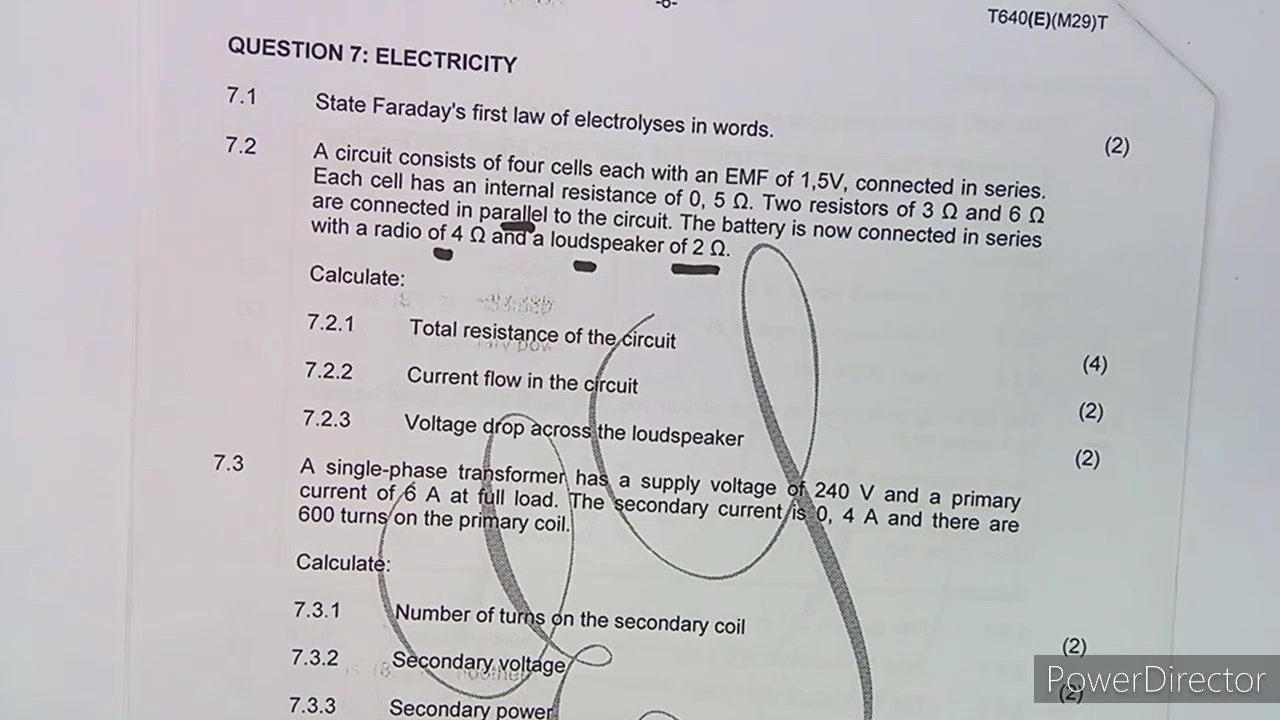 -6-
T640(E)(M29)T
QUESTION 7: ELECTRICITY
7.1 State Faraday's first law of electrolyses in words. (2)
7.2 A circuit consists of four cells each with an EMF of 1,5V, connected in series.
Each cell has an internal resistance of 0, 5 Ω. Two resistors of 3 Ω and 6 Ω
are connected in parallel to the circuit. The battery is now connected in series
with a radio of 4 Ω and a loudspeaker of 2 Ω.
Calculate:
7.2.1 Total resistance of the circuit (4)
7.2.2 Current flow in the circuit (2)
7.2.3 Voltage drop across the loudspeaker (2)
7.3 A single-phase transformer has a supply voltage of 240 V and a primary
current of 6 A at full load. The secondary current is 0, 4 A and there are
600 turns on the primary coil.
Calculate:
7.3.1 Number of turns on the secondary coil (2)
7.3.2 Secondary voltage (2)
7.3.3 Secondary power
PowerDirector